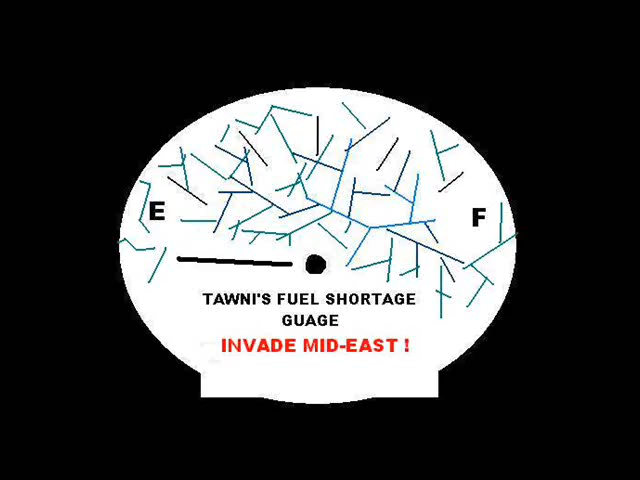 E
F
TAWNI'S FUEL SHORTAGE
GUAGE
INVADE MID-EAST !